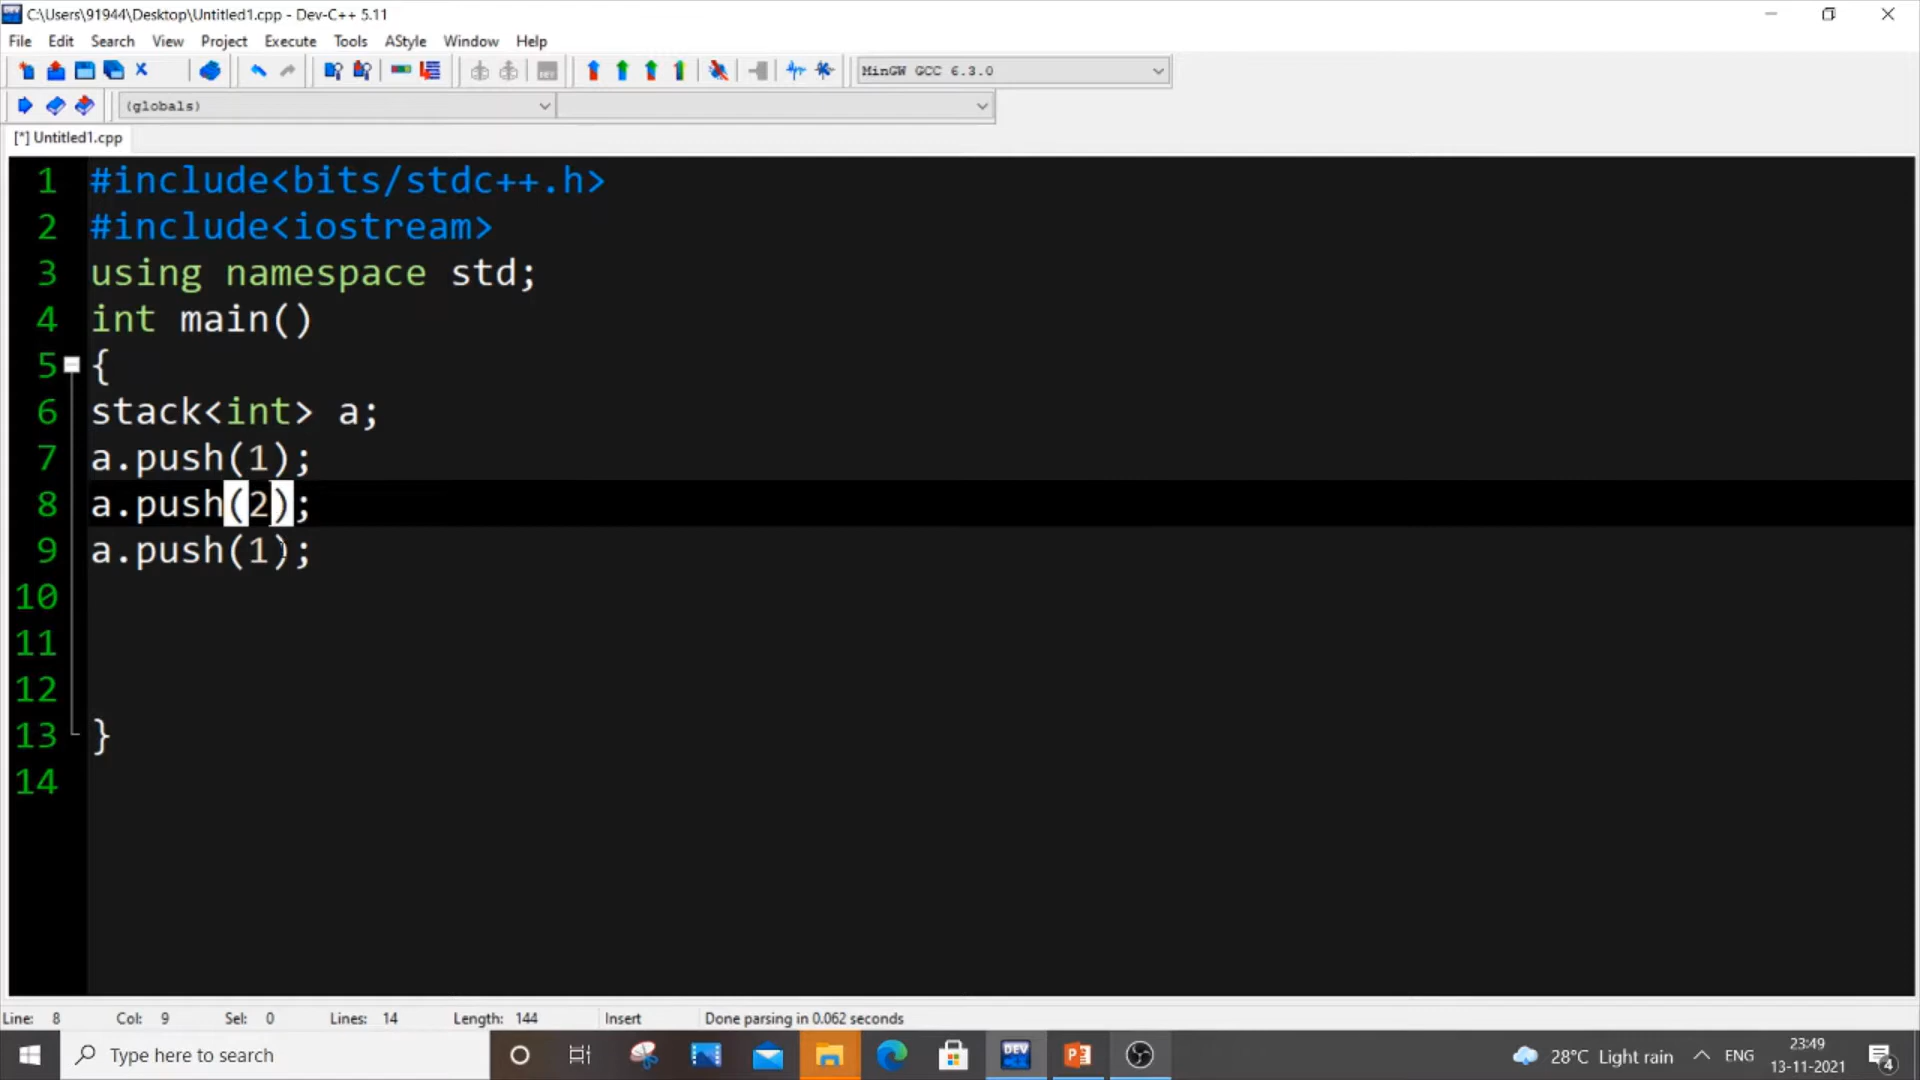 C:\Users\91944\Desktop\Untitled1.cpp - Dev-C++ 5.11
File Edit Search View Project Execute Tools AStyle Window Help
MinGW GCC 6.3.0
(globals)
[*] Untitled1.cpp
1 #include<bits/stdc++.h>
2 #include<iostream>
3 using namespace std;
4 int main()
5 {
6 stack<int> a;
7 a.push(1);
8 a.push(2);
9 a.push(1);
10
11
12
13 }
14
Line: 8 Col: 9 Sel: 0 Lines: 14 Length: 144 Insert Done parsing in 0.062 seconds
Type here to search
DEV
28°C Light rain
ENG
23:49
13-11-2021
4